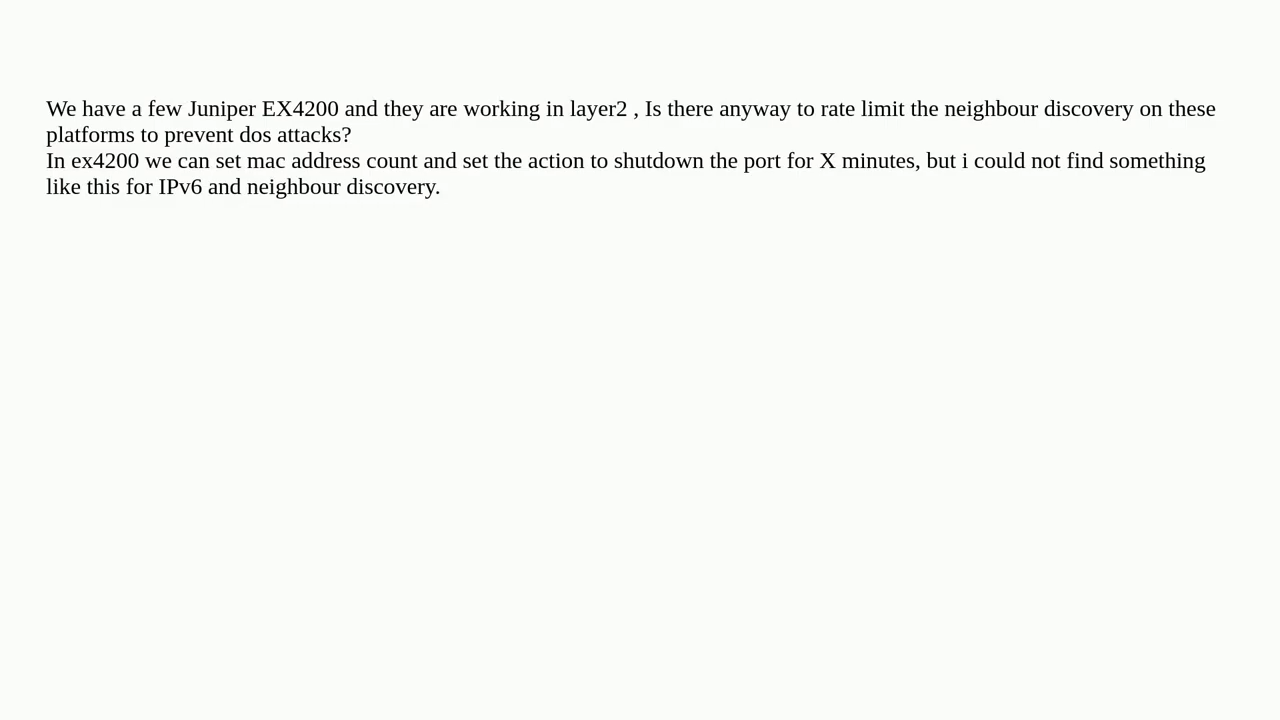 We have a few Juniper EX4200 and they are working in layer2 , Is there anyway to rate limit the neighbour discovery on these
platforms to prevent dos attacks?
In ex4200 we can set mac address count and set the action to shutdown the port for X minutes, but i could not find something
like this for IPv6 and neighbour discovery.